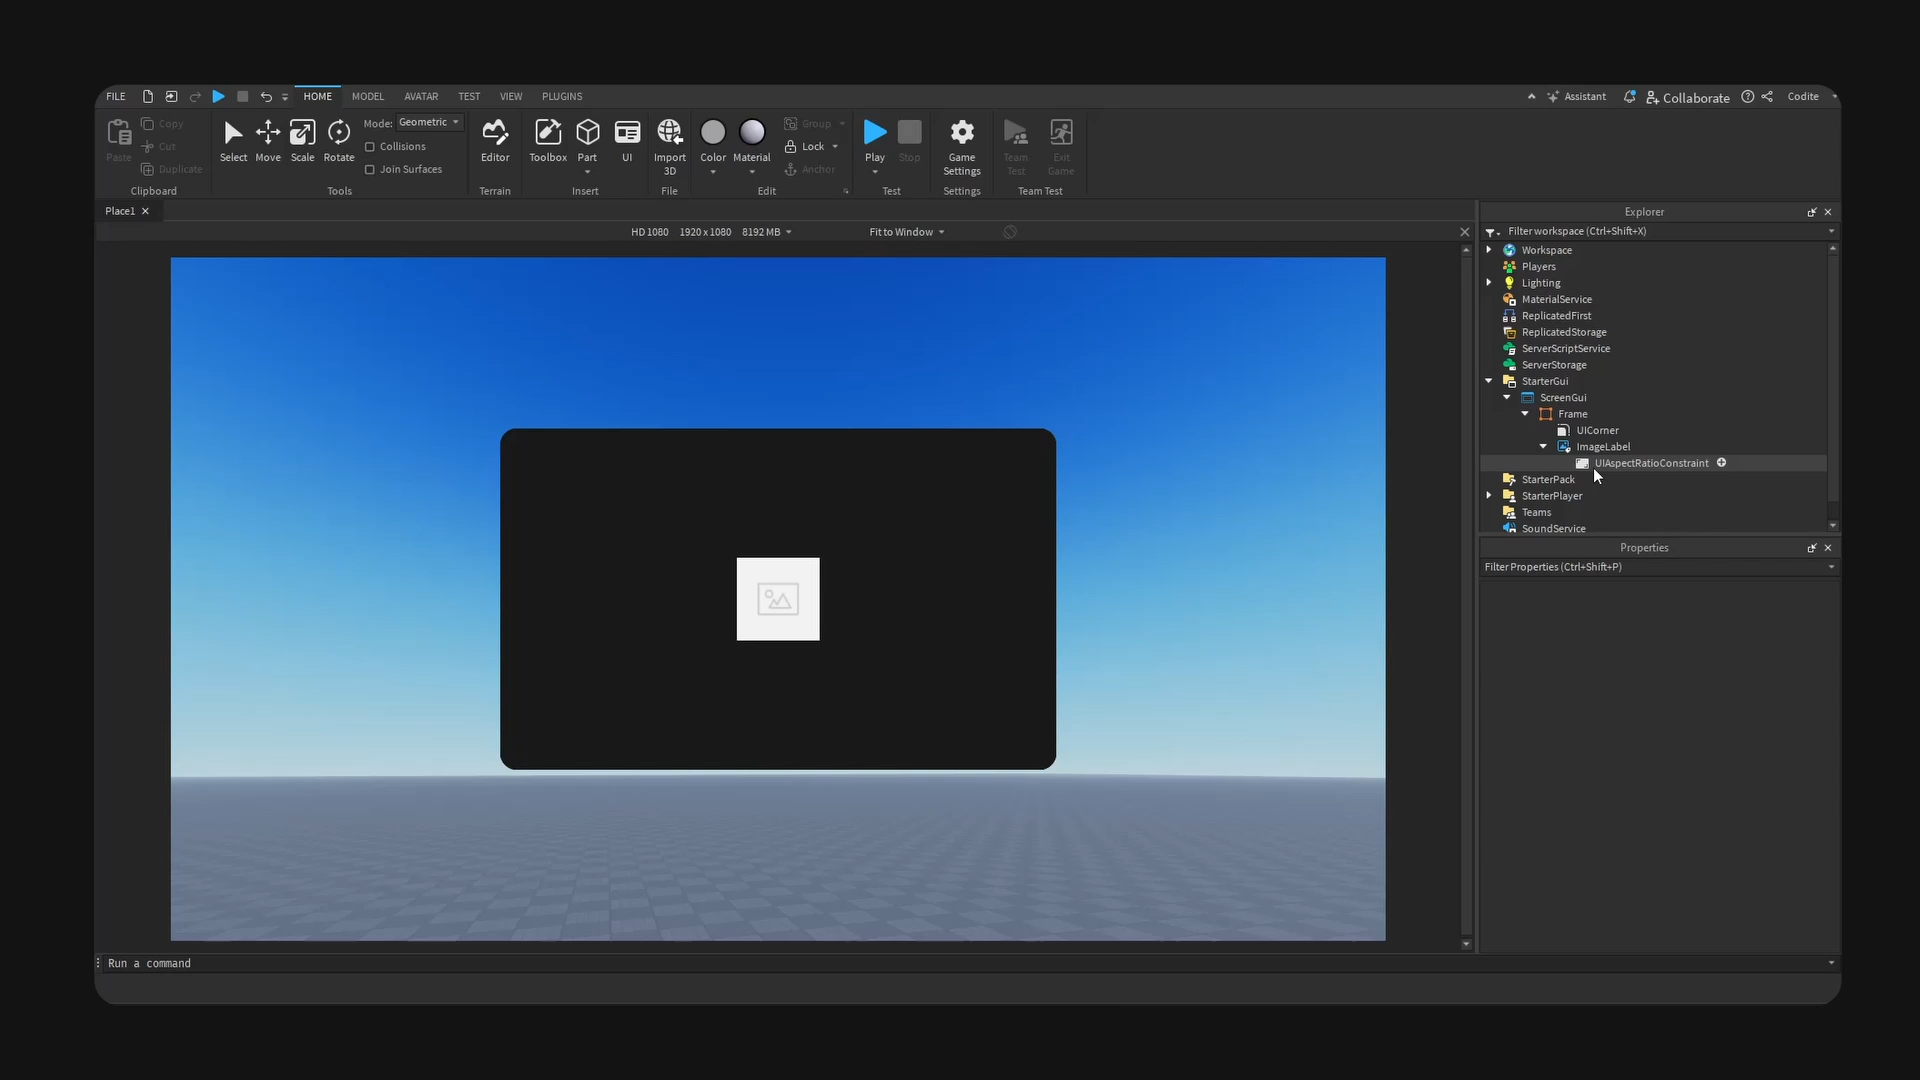 FILE HOME MODEL AVATAR TEST VIEW PLUGINS Assistant Collaborate Codite
Paste Copy Cut Duplicate
Clipboard
Select Move Scale Rotate
Mode: Geometric
Collisions
Join Surfaces
Tools
Editor
Terrain
Toolbox Part UI
Insert
Import 3D
File
Color Material
Group
Lock
Anchor
Edit
Play Stop
Test
Game Settings
Settings
Team Test
Exit Game
Team Test
Place1
HD 1080 1920 x 1080 8192 MB Fit to Window
Explorer
Filter workspace (Ctrl+Shift+X)
Workspace
Players
Lighting
MaterialService
ReplicatedFirst
ReplicatedStorage
ServerScriptService
ServerStorage
StarterGui
ScreenGui
Frame
UICorner
ImageLabel
UIAspectRatioConstraint
StarterPack
StarterPlayer
Teams
SoundService
Properties
Filter Properties (Ctrl+Shift+P)
Run a command